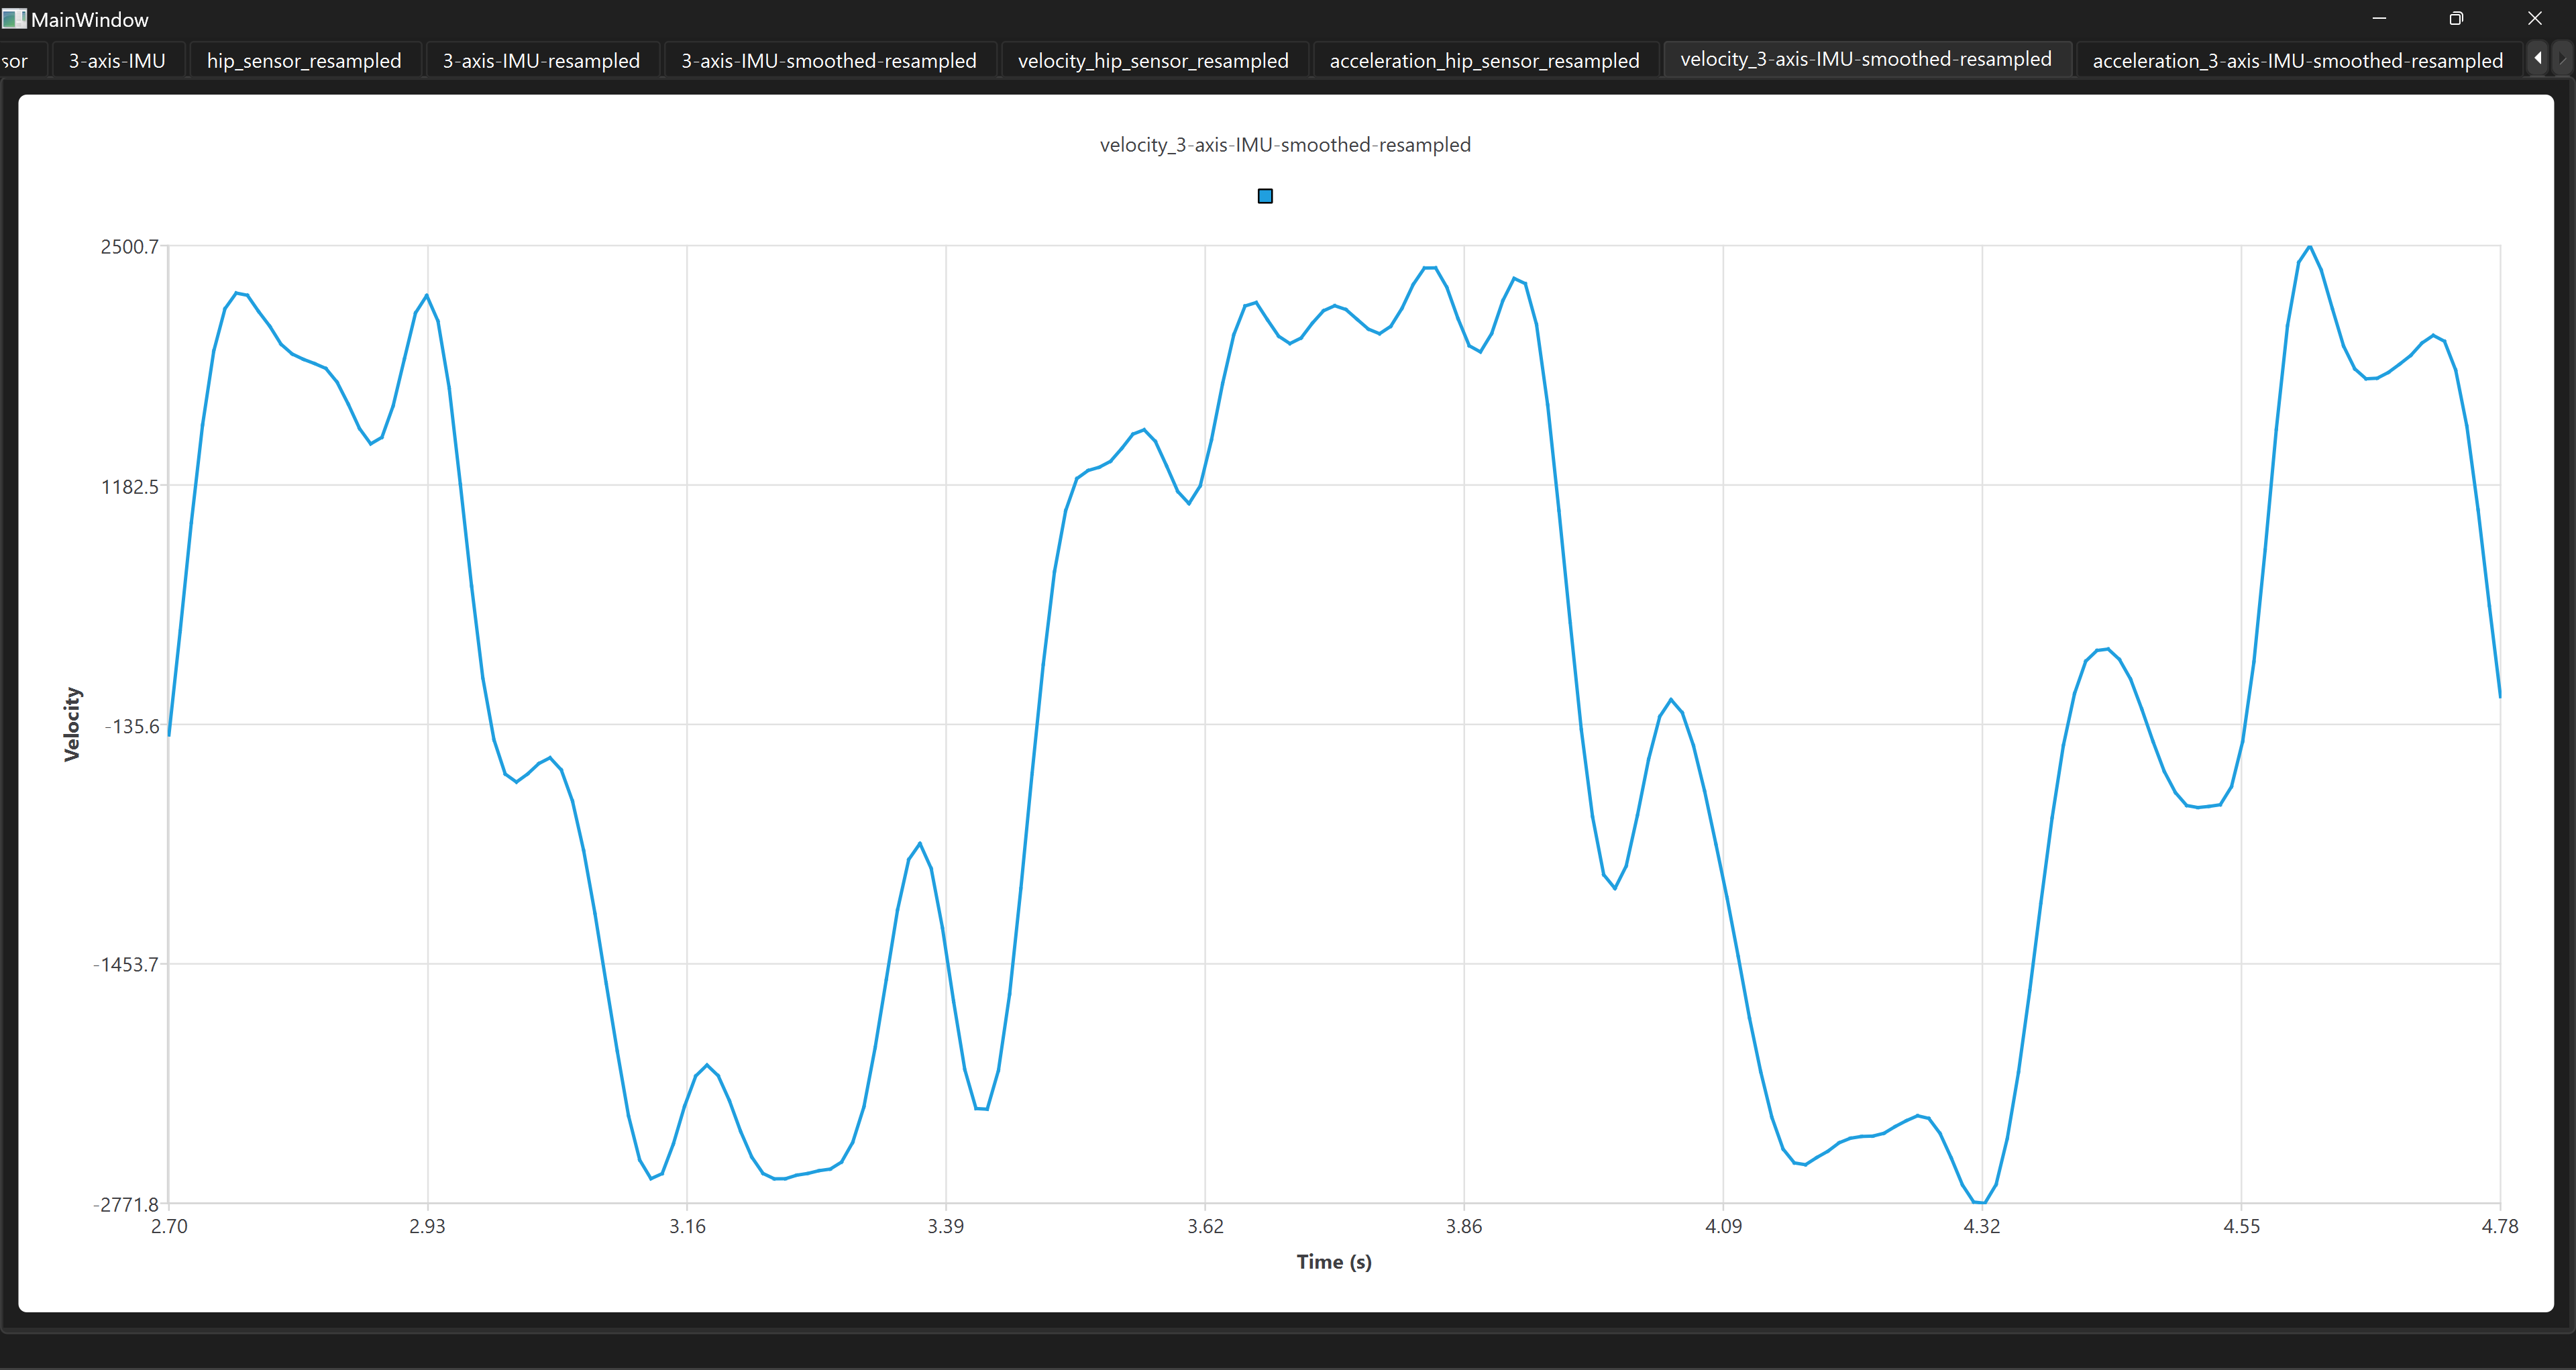 MainWindow
sor 3-axis-IMU hip_sensor_resampled 3-axis-IMU-resampled 3-axis-IMU-smoothed-resampled velocity_hip_sensor_resampled acceleration_hip_sensor_resampled velocity_3-axis-IMU-smoothed-resampled acceleration_3-axis-IMU-smoothed-resampled
velocity_3-axis-IMU-smoothed-resampled
2500.7
1182.5
-135.6
-1453.7
-2771.8
Velocity
2.70 2.93 3.16 3.39 3.62 3.86 4.09 4.32 4.55 4.78
Time (s)